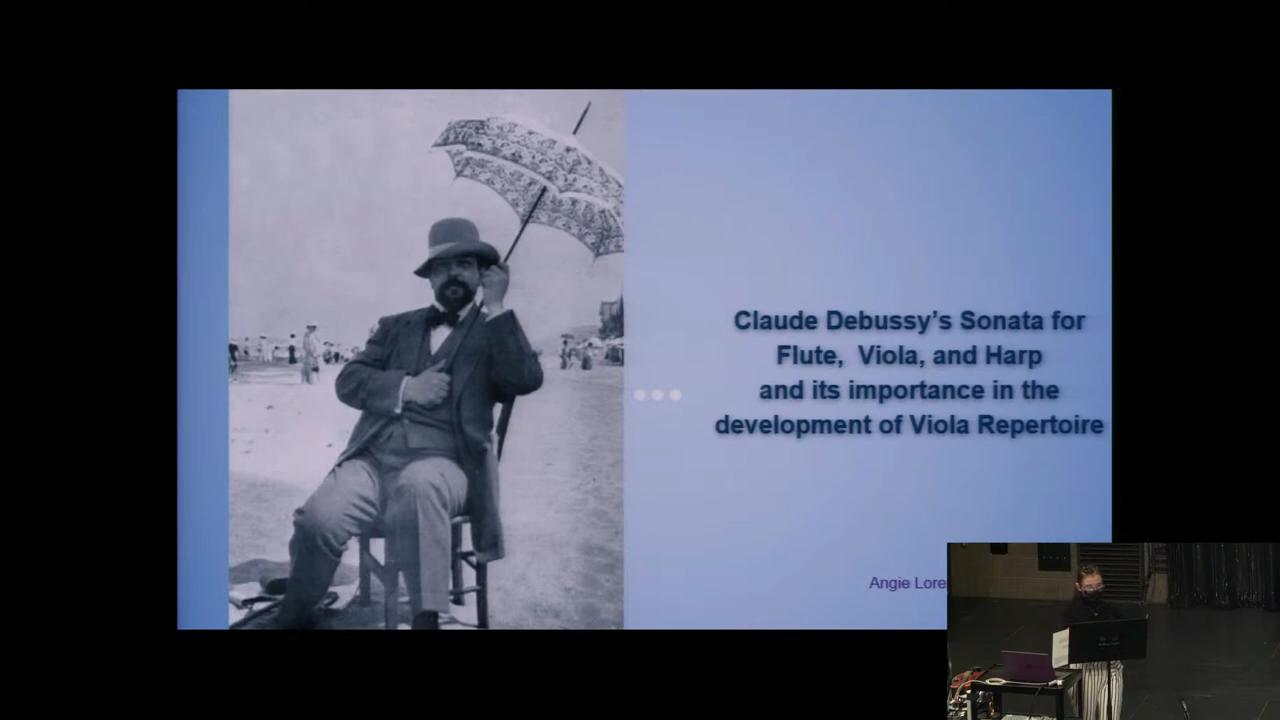 Claude Debussy’s Sonata for
Flute, Viola, and Harp
and its importance in the
development of Viola Repertoire
Angie